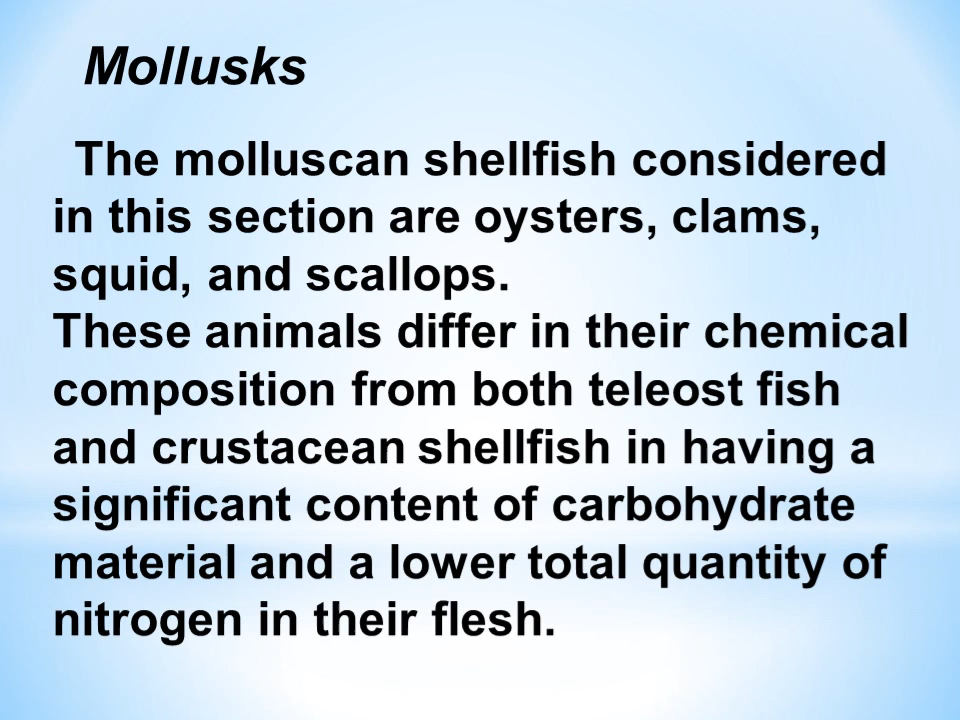 Mollusks
The molluscan shellfish considered
in this section are oysters, clams,
squid, and scallops.
These animals differ in their chemical
composition from both teleost fish
and crustacean shellfish in having a
significant content of carbohydrate
material and a lower total quantity of
nitrogen in their flesh.